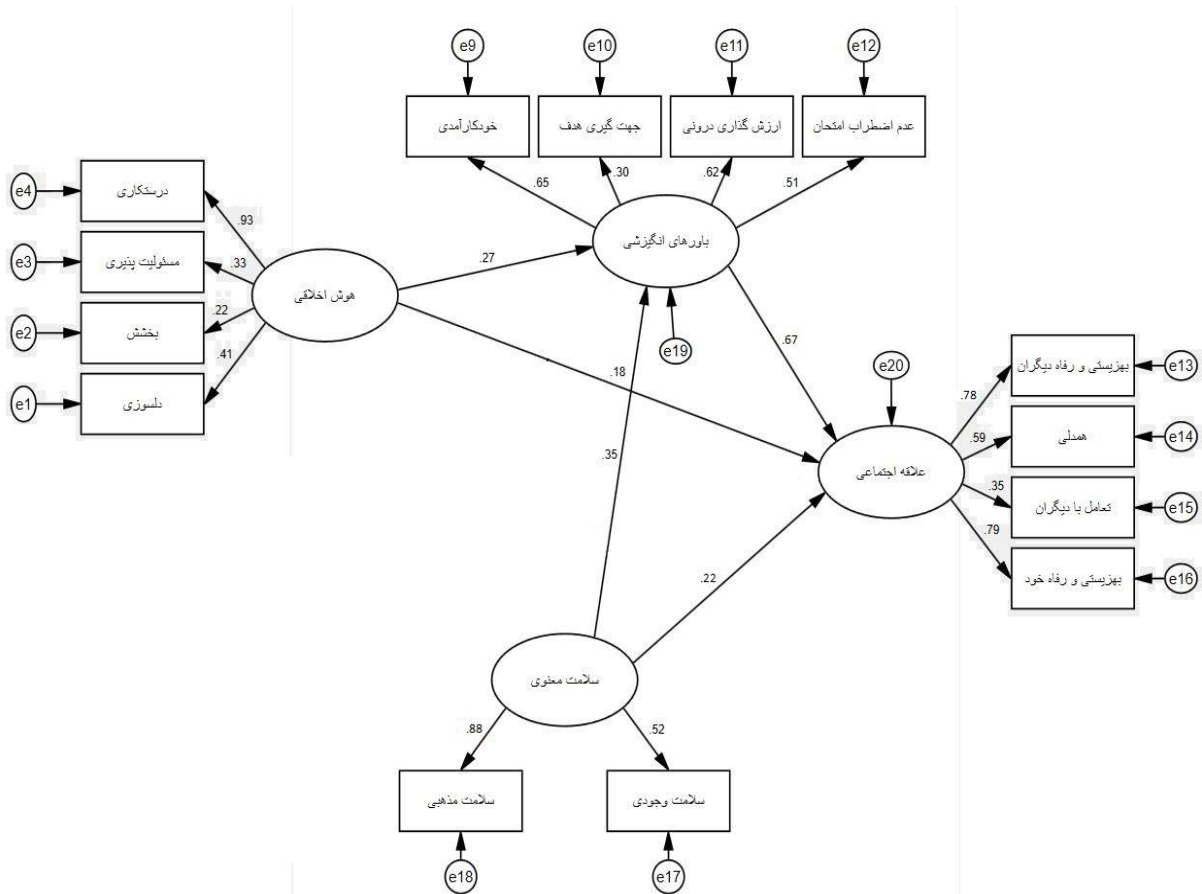 e9
e10
e11
e12
خودکارآمدی
جهت گیری هدف
ارزش گذاری درونی
عدم اضطراب امتحان
.65
.30
.62
.51
e4
درستکاری
e3
مسئولیت پذیری
e2
بخشش
e1
دلسوزی
.93
.33
.22
.41
هوش اخلاقی
باورهای انگیزشی
.27
e19
.67
.18
e20
.35
علاقه اجتماعی
.78
.59
.35
.79
بهزیستی و رفاه دیگران
e13
همدلی
e14
تعامل با دیگران
e15
بهزیستی و رفاه خود
e16
.22
سلامت معنوی
.88
.52
سلامت مذهبی
سلامت وجودی
e18
e17